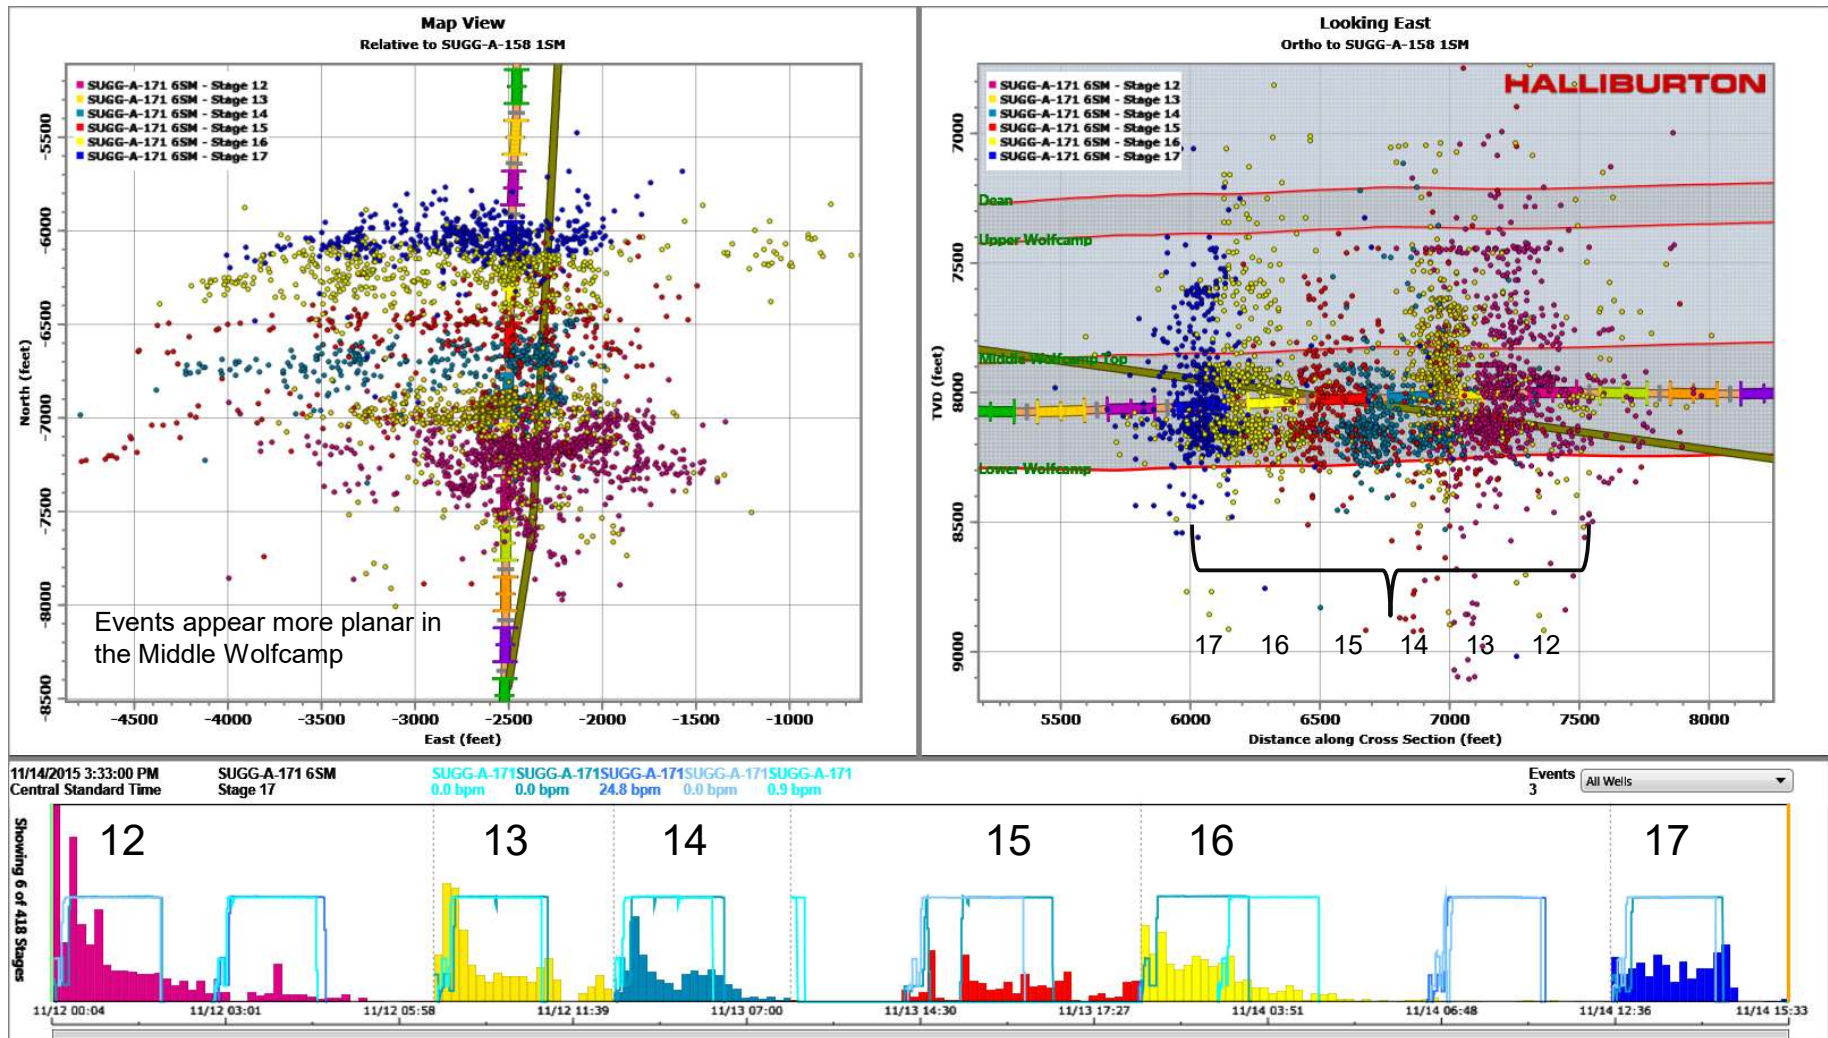 Map View
Relative to SUGG-A-158 1SM
SUGG-A-171 6SM - Stage 12
SUGG-A-171 6SM - Stage 13
SUGG-A-171 6SM - Stage 14
SUGG-A-171 6SM - Stage 15
SUGG-A-171 6SM - Stage 16
SUGG-A-171 6SM - Stage 17
North (feet)
-5500
-6000
-6500
-7000
-7500
-8000
-8500
Events appear more planar in
the Middle Wolfcamp
-4500 -4000 -3500 -3000 -2500 -2000 -1500 -1000
East (feet)
Looking East
Ortho to SUGG-A-158 1SM
HALLIBURTON
SUGG-A-171 6SM - Stage 12
SUGG-A-171 6SM - Stage 13
SUGG-A-171 6SM - Stage 14
SUGG-A-171 6SM - Stage 15
SUGG-A-171 6SM - Stage 16
SUGG-A-171 6SM - Stage 17
TVD (feet)
7000
7500
8000
8500
9000
Dean
Upper Wolfcamp
Middle Wolfcamp Top
Lower Wolfcamp
17 16 15 14 13 12
5500 6000 6500 7000 7500 8000
Distance along Cross Section (feet)
11/14/2015 3:33:00 PM
Central Standard Time
SUGG-A-171 6SM
Stage 17
SUGG-A-171 SUGG-A-171 SUGG-A-171 SUGG-A-171 SUGG-A-171
0.0 bpm 0.0 bpm 24.8 bpm 0.0 bpm 0.9 bpm
Events
3
All Wells
Showing 6 of 418 Stages
12 13 14 15 16 17
11/12 00:04 11/12 03:01 11/12 05:58 11/12 11:39 11/13 07:00 11/13 14:30 11/13 17:27 11/14 03:51 11/14 06:48 11/14 12:36 11/14 15:33